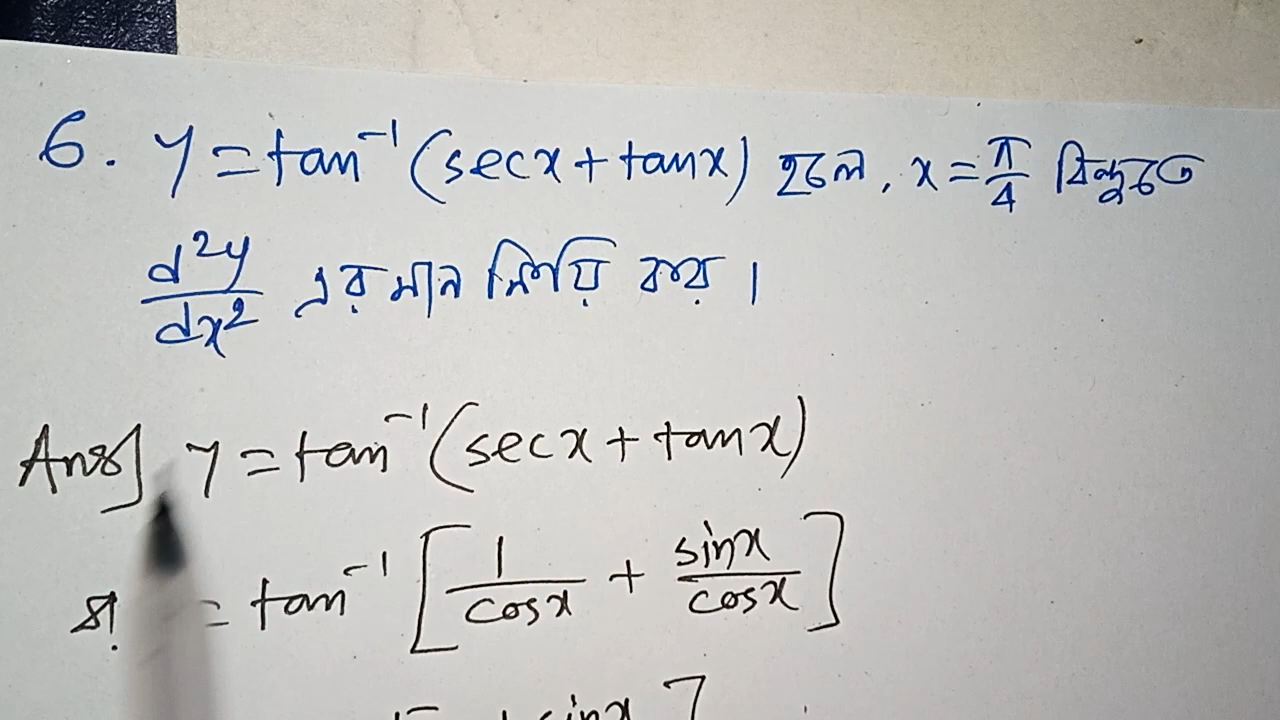 6. y = tan⁻¹(secx + tanx) হলে, x = π/4 বিন্দুতে
d²y/dx² এর মান নির্ণয় কর।
Ans] y = tan⁻¹(secx + tanx)
বা, = tan⁻¹[1/cosx + sinx/cosx]
sinx]